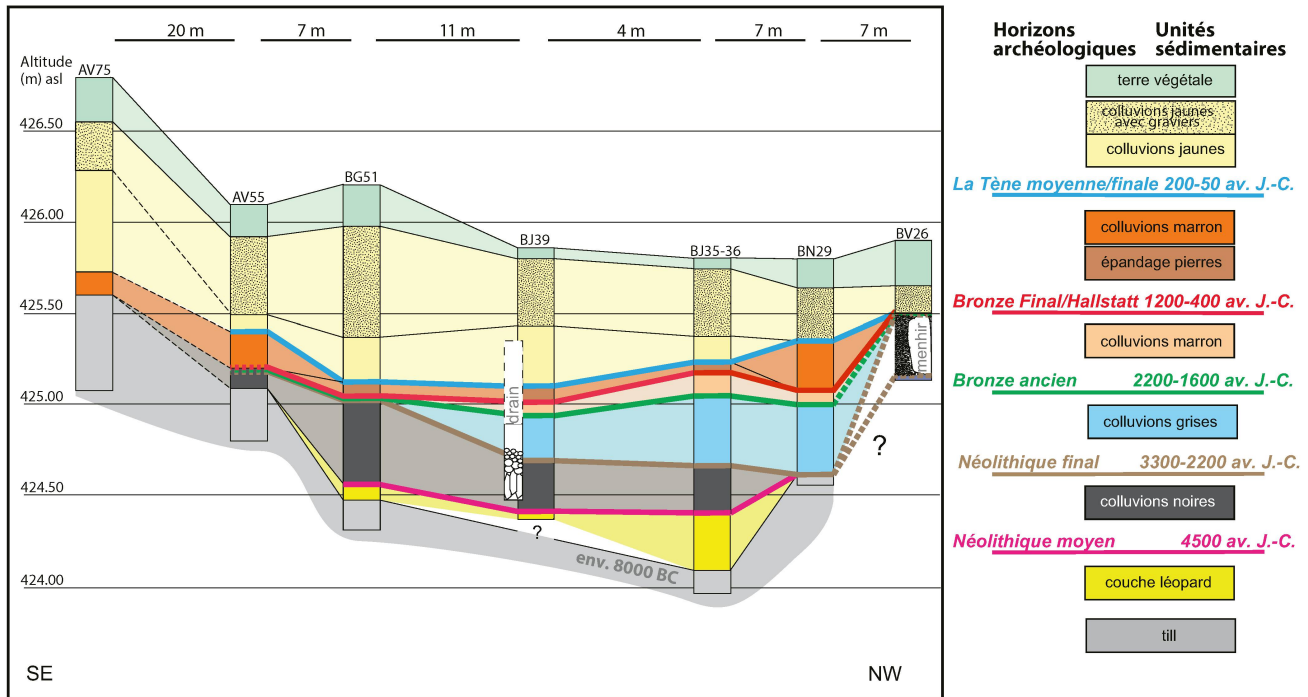 20 m 7 m 11 m 4 m 7 m 7 m
Altitude
(m) asl
AV75
AV55
BG51
BJ39
BJ35-36
BN29
BV26
426.50
426.00
425.50
425.00
424.50
424.00
drain
menhir
?
?
env. 8000 BC
SE
NW
Horizons archéologiques
Unités sédimentaires
terre végétale
colluvions jaunes
avec graviers
colluvions jaunes
La Tène moyenne/finale 200-50 av. J.-C.
colluvions marron
épandage pierres
Bronze Final/Hallstatt 1200-400 av. J.-C.
colluvions marron
Bronze ancien 2200-1600 av. J.-C.
colluvions grises
Néolithique final 3300-2200 av. J.-C.
colluvions noires
Néolithique moyen 4500 av. J.-C.
couche léopard
till